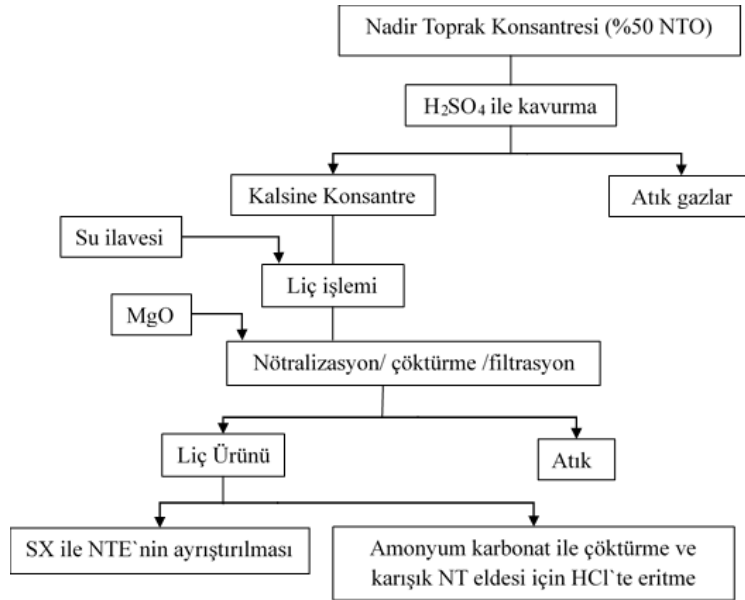 Nadir Toprak Konsantresi (%50 NTO)
H₂SO₄ ile kavurma
Kalsine Konsantre
Atık gazlar
Su ilavesi
Liç işlemi
MgO
Nötralizasyon/ çöktürme /filtrasyon
Liç Ürünü
Atık
SX ile NTE`nin ayrıştırılması
Amonyum karbonat ile çöktürme ve
karışık NT eldesi için HCl`te eritme